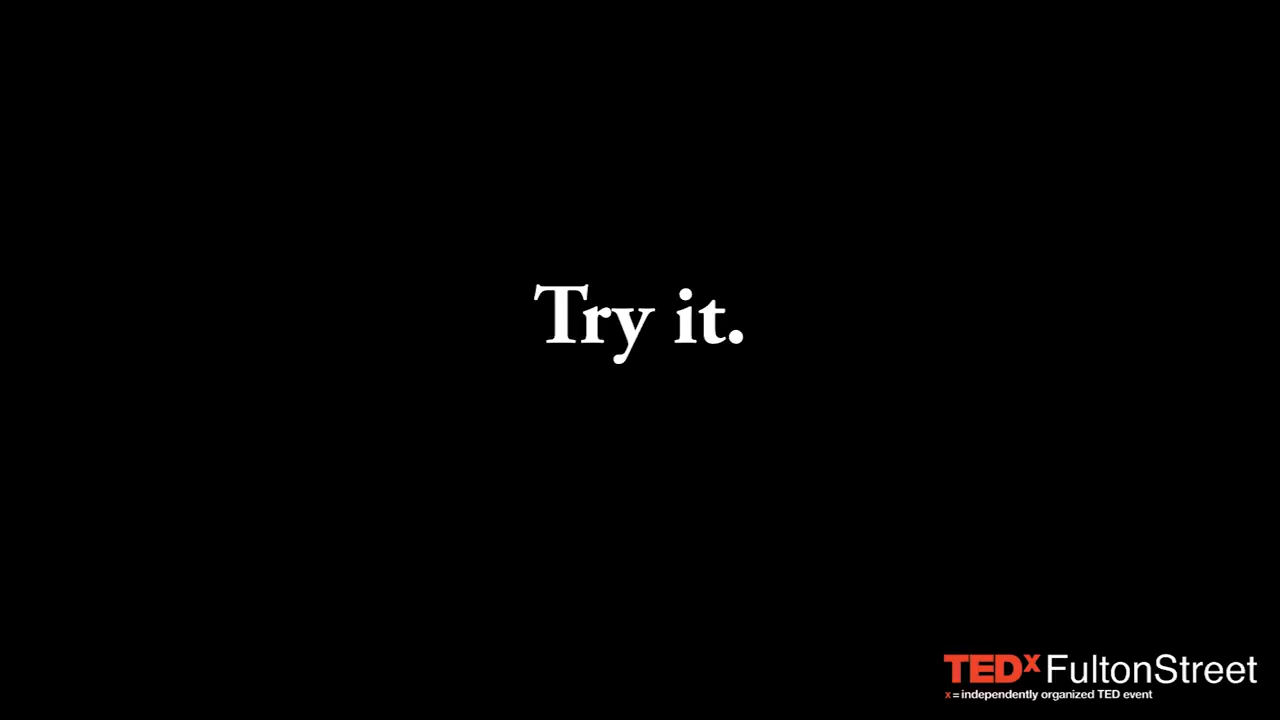 Try it.
TEDx FultonStreet
x = independently organized TED event